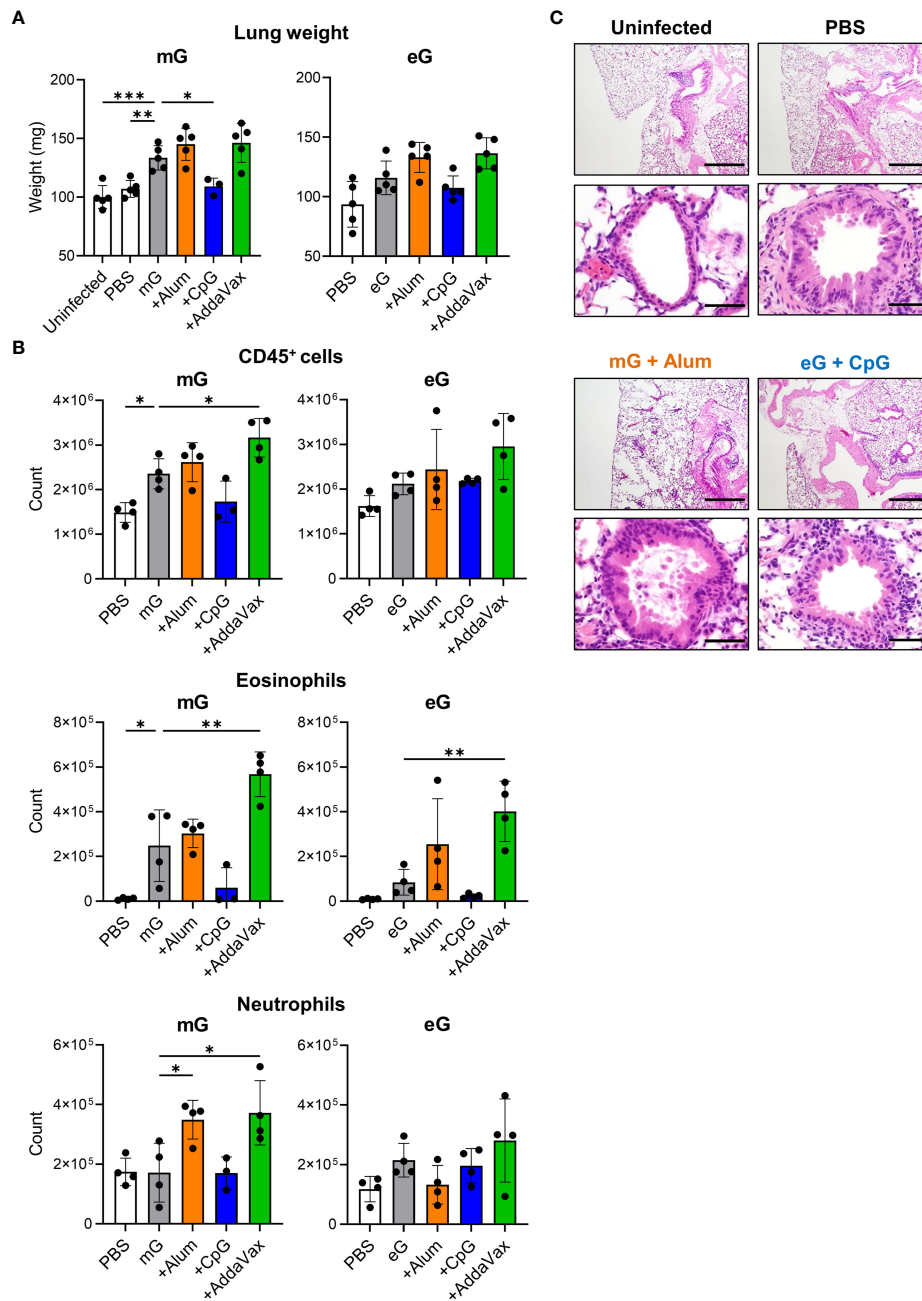 A
Lung weight
mG
eG
Weight (mg)
200
150
100
50
***
**
*
Uninfected
PBS
mG
+Alum
+CpG
+AddaVax
200
150
100
50
PBS
eG
+Alum
+CpG
+AddaVax
B
CD45⁺ cells
mG
eG
Count
4×10⁶
3×10⁶
2×10⁶
1×10⁶
0
*
*
PBS
mG
+Alum
+CpG
+AddaVax
4×10⁶
3×10⁶
2×10⁶
1×10⁶
0
PBS
eG
+Alum
+CpG
+AddaVax
Eosinophils
mG
eG
Count
8×10⁵
6×10⁵
4×10⁵
2×10⁵
0
*
**
PBS
mG
+Alum
+CpG
+AddaVax
8×10⁵
6×10⁵
4×10⁵
2×10⁵
0
**
PBS
eG
+Alum
+CpG
+AddaVax
Neutrophils
mG
eG
Count
6×10⁵
4×10⁵
2×10⁵
0
*
*
PBS
mG
+Alum
+CpG
+AddaVax
6×10⁵
4×10⁵
2×10⁵
0
PBS
eG
+Alum
+CpG
+AddaVax
C
Uninfected
PBS
mG + Alum
eG + CpG